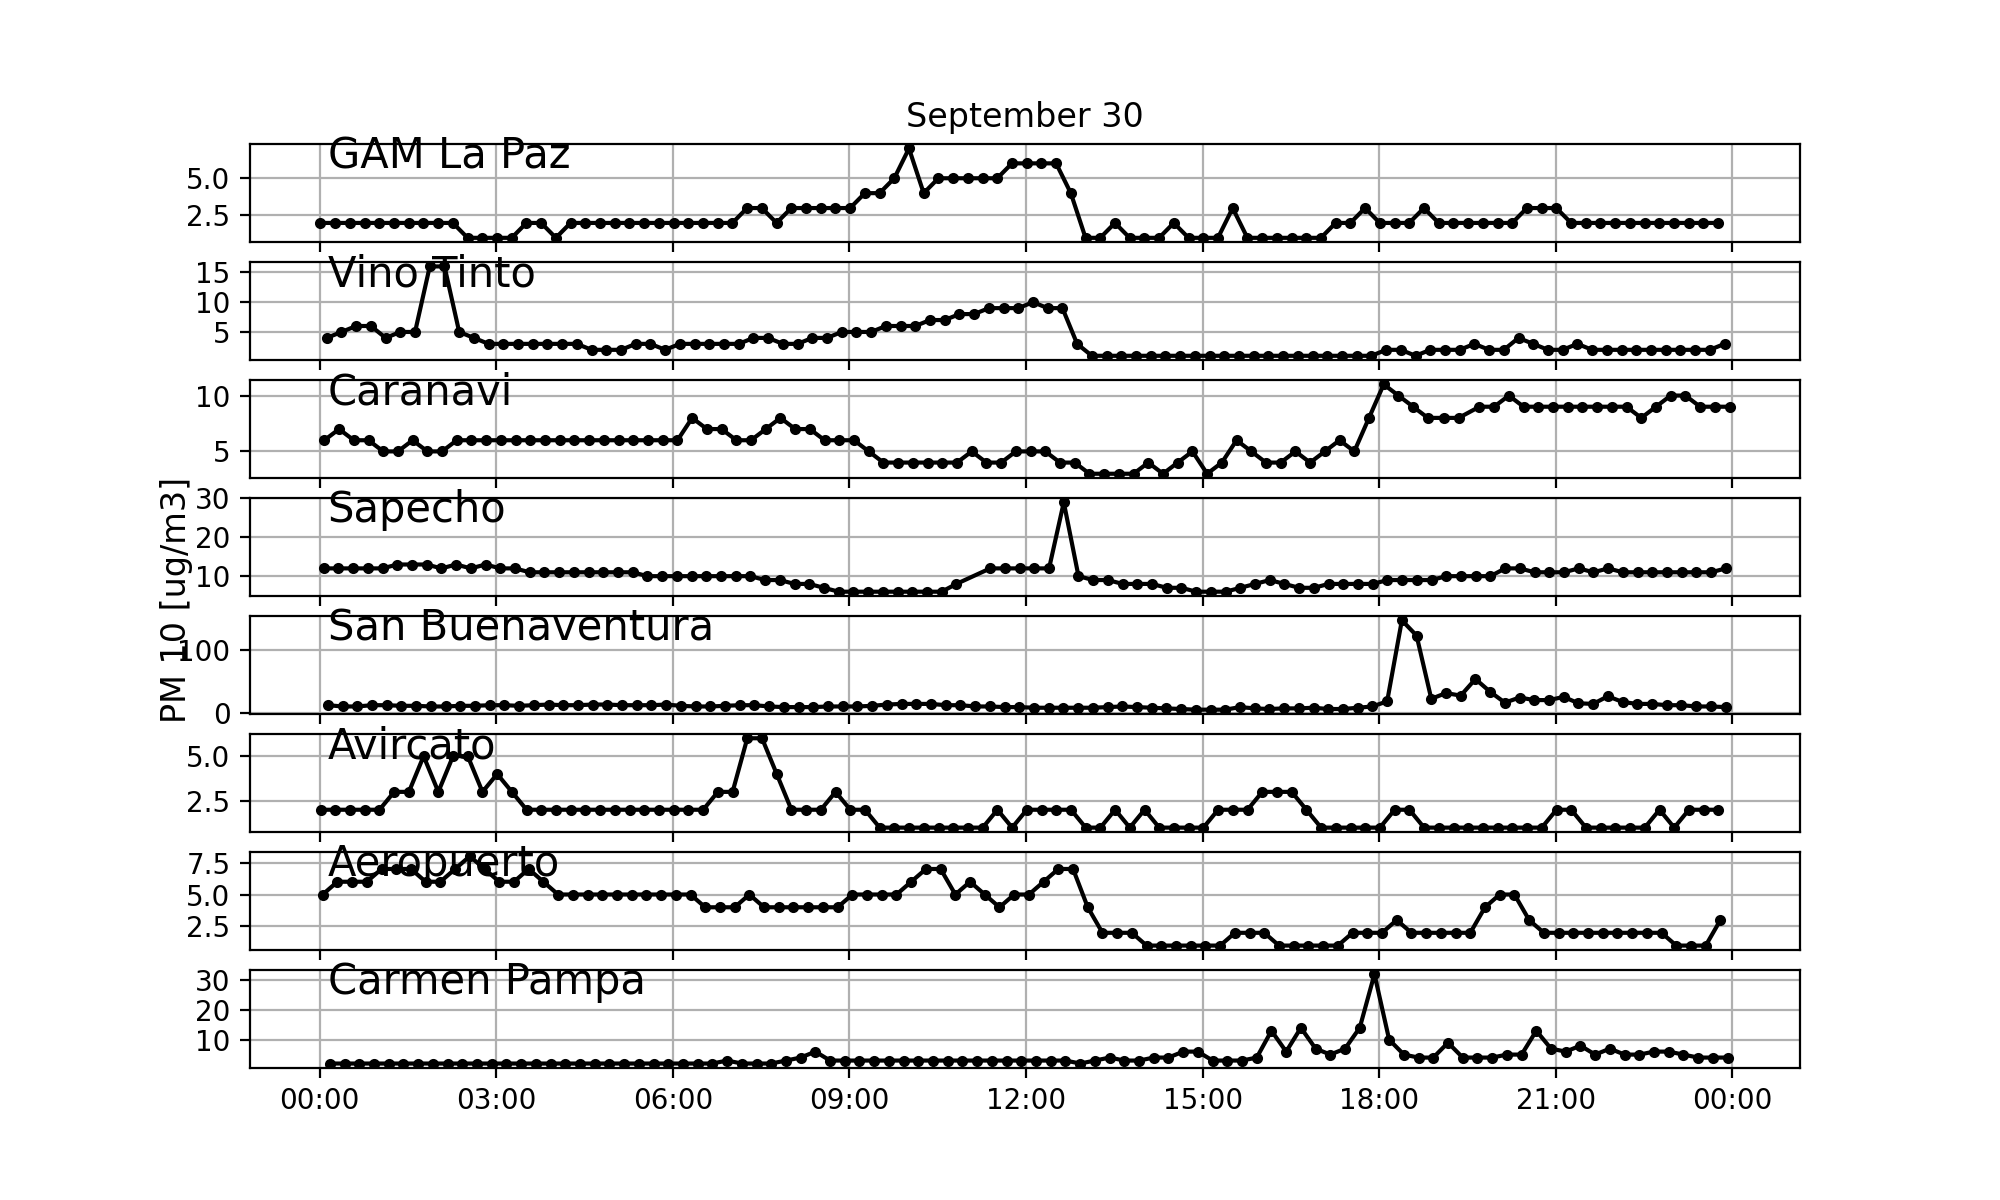 September 30
GAM La Paz
5.0
2.5
Vino Tinto
15
10
5
Caranavi
10
5
PM 10 [ug/m3]
Sapecho
30
20
10
San Buenaventura
100
0
Avircato
5.0
2.5
Aeropuerto
7.5
5.0
2.5
Carmen Pampa
30
20
10
00:00 03:00 06:00 09:00 12:00 15:00 18:00 21:00 00:00